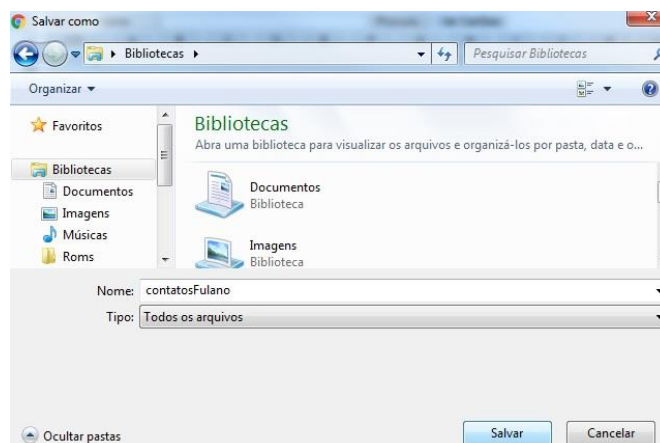 Salvar como
Bibliotecas
Pesquisar Bibliotecas
Organizar
Favoritos
Bibliotecas
Documentos
Imagens
Músicas
Roms
Bibliotecas
Abra uma biblioteca para visualizar os arquivos e organizá-los por pasta, data e o...
Documentos
Biblioteca
Imagens
Biblioteca
Nome: contatosFulano
Tipo: Todos os arquivos
Ocultar pastas
Salvar
Cancelar